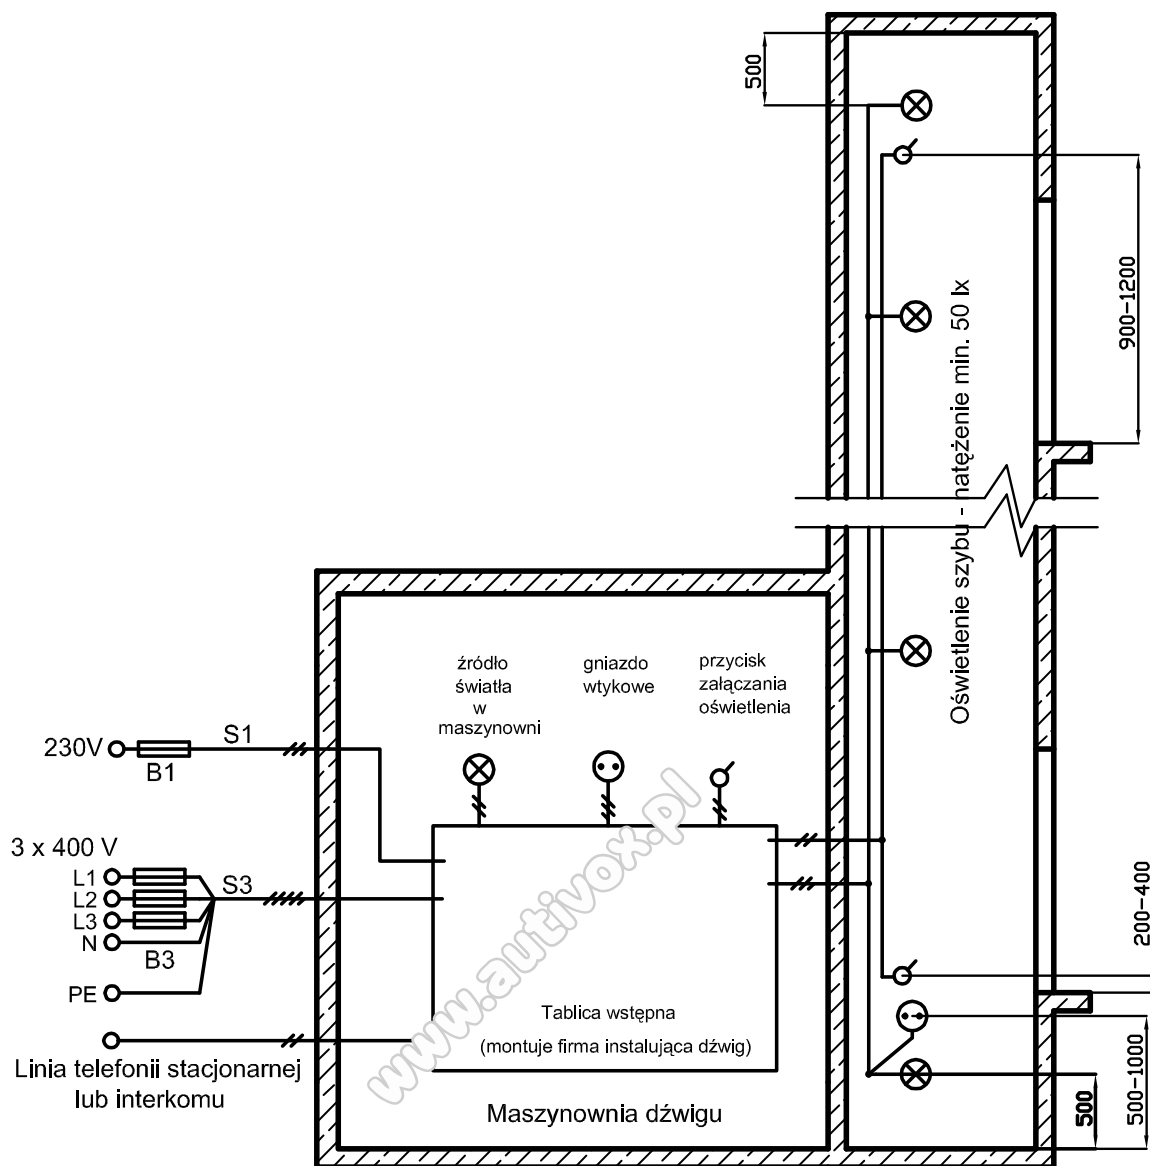 500
900-1200
Oświetlenie szybu - natężenie min. 50 lx
źródło
światła
w
maszynowni
gniazdo
wtykowe
przycisk
załączania
oświetlenia
230V
S1
B1
3 x 400 V
L1
L2
L3
N
PE
S3
B3
Linia telefonii stacjonarnej
lub interkomu
Tablica wstępna
(montuje firma instalująca dźwig)
Maszynownia dźwigu
www.autivox.pl
200-400
500-1000
500